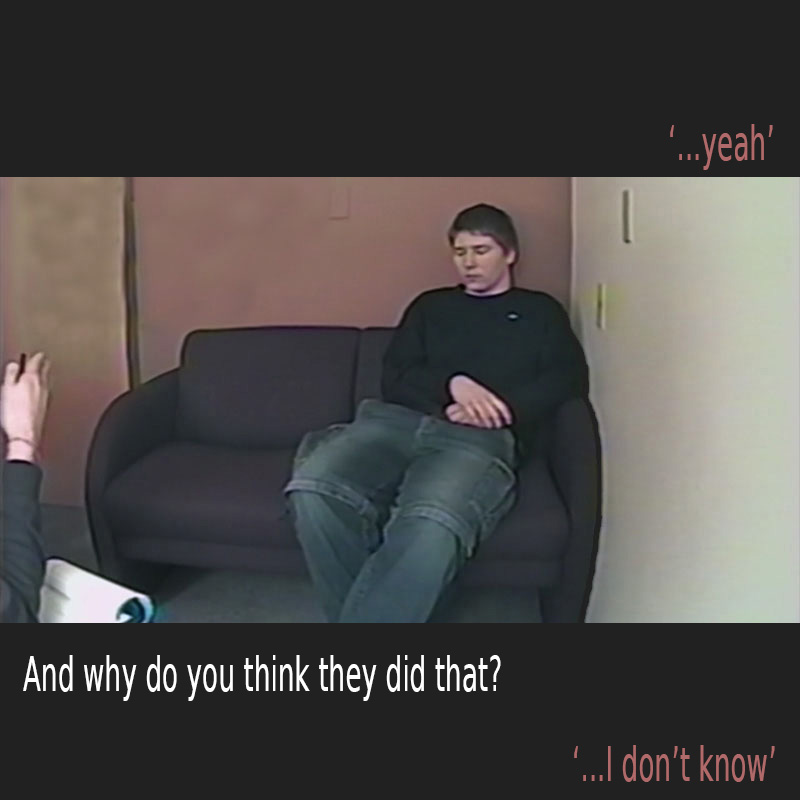 ‘...yeah’
And why do you think they did that?
‘...I don’t know’